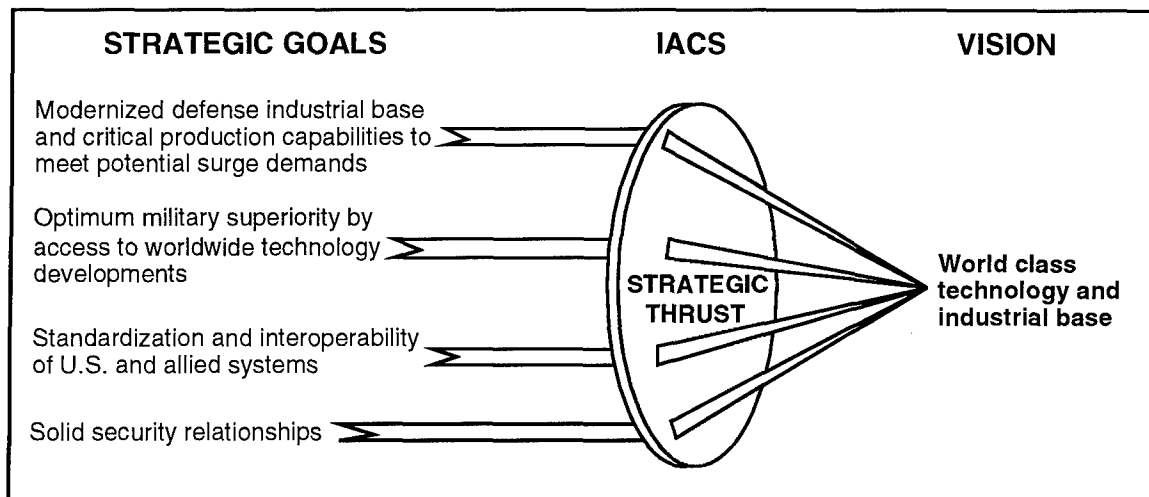 STRATEGIC GOALS
IACS
VISION
Modernized defense industrial base
and critical production capabilities to
meet potential surge demands
Optimum military superiority by
access to worldwide technology
developments
Standardization and interoperability
of U.S. and allied systems
Solid security relationships
STRATEGIC
THRUST
World class
technology and
industrial base